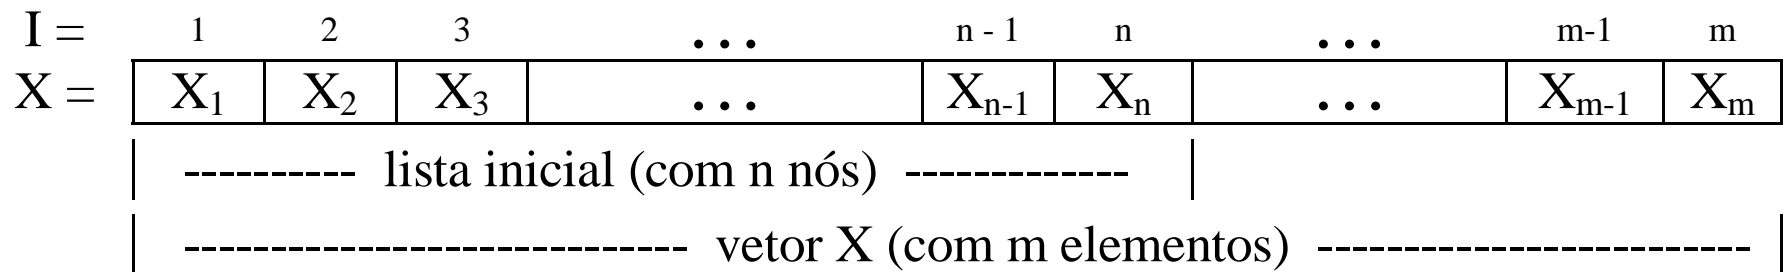 I = 1 2 3 ... n - 1 n ... m-1 m
X = X1 X2 X3 ... Xn-1 Xn ... Xm-1 Xm
---------- lista inicial (com n nós) -------------
----------------------------- vetor X (com m elementos) -------------------------